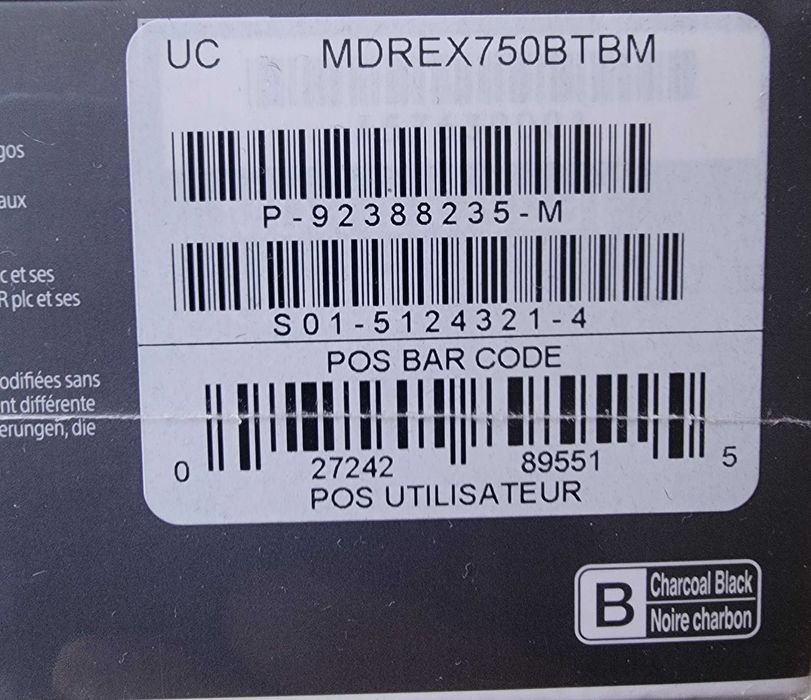 UC MDREX750BTBM
P-92388235-M
S01-5124321-4
POS BAR CODE
0 27242 89551 5
POS UTILISATEUR
gos
aux
c et ses
R plc et ses
odifiées sans
nt différente
erungen, die
B Charcoal Black
Noire charbon